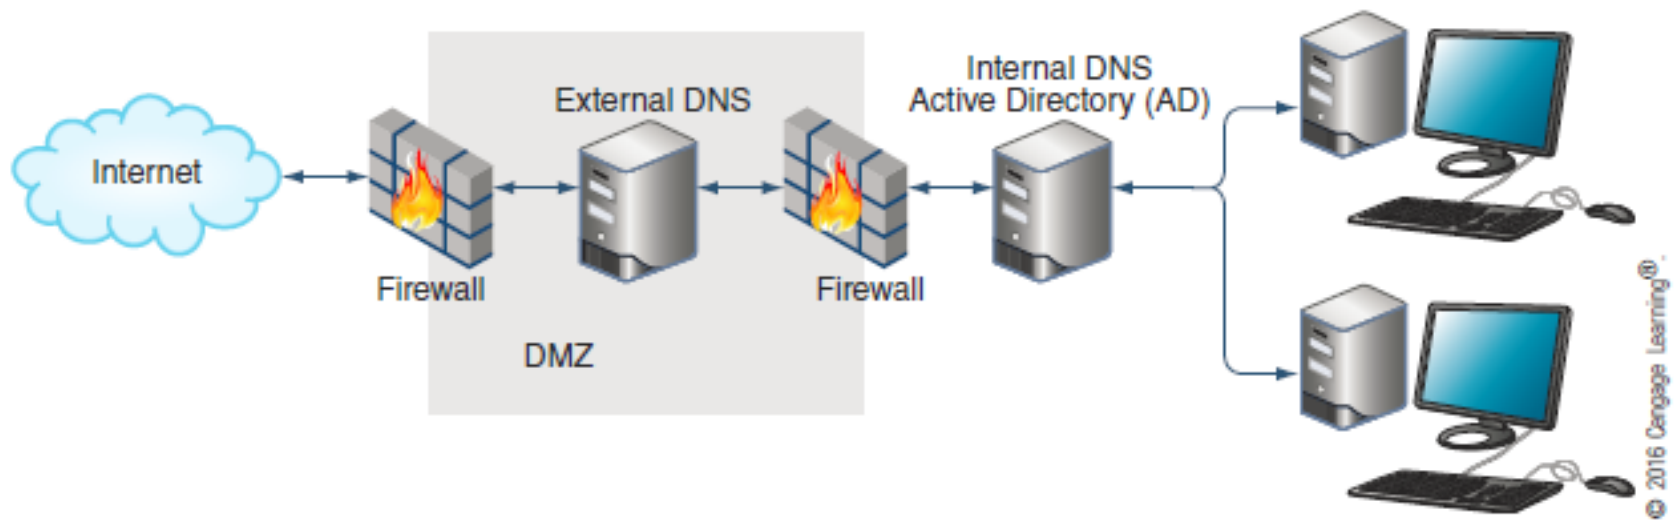 Internet
Firewall
External DNS
DMZ
Firewall
Internal DNS
Active Directory (AD)
© 2016 Cengage Learning®.